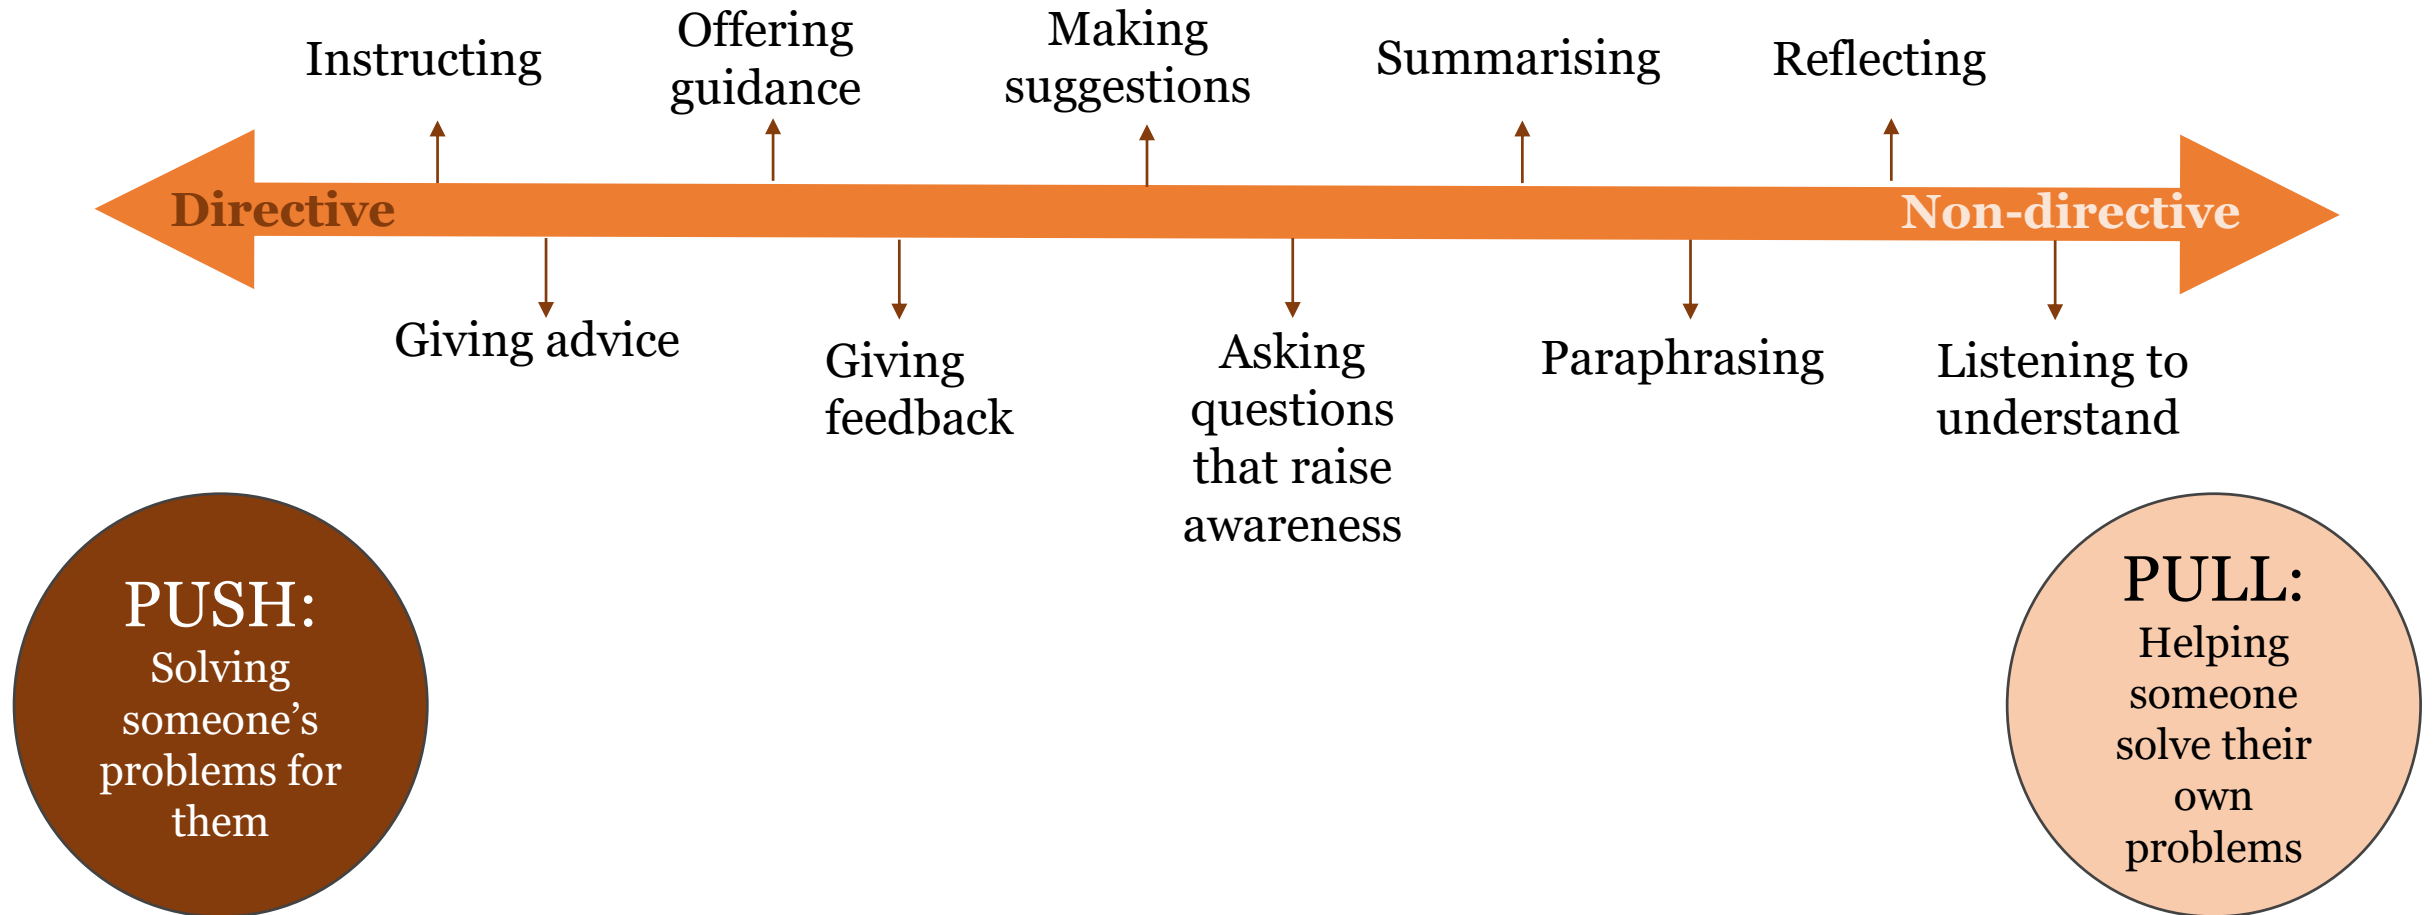 Instructing
Offering
guidance
Making
suggestions
Summarising
Reflecting
Directive
Non-directive
Giving advice
Giving
feedback
Asking
questions
that raise
awareness
Paraphrasing
Listening to
understand
PUSH:
Solving
someone’s
problems for
them
PULL:
Helping
someone
solve their
own
problems